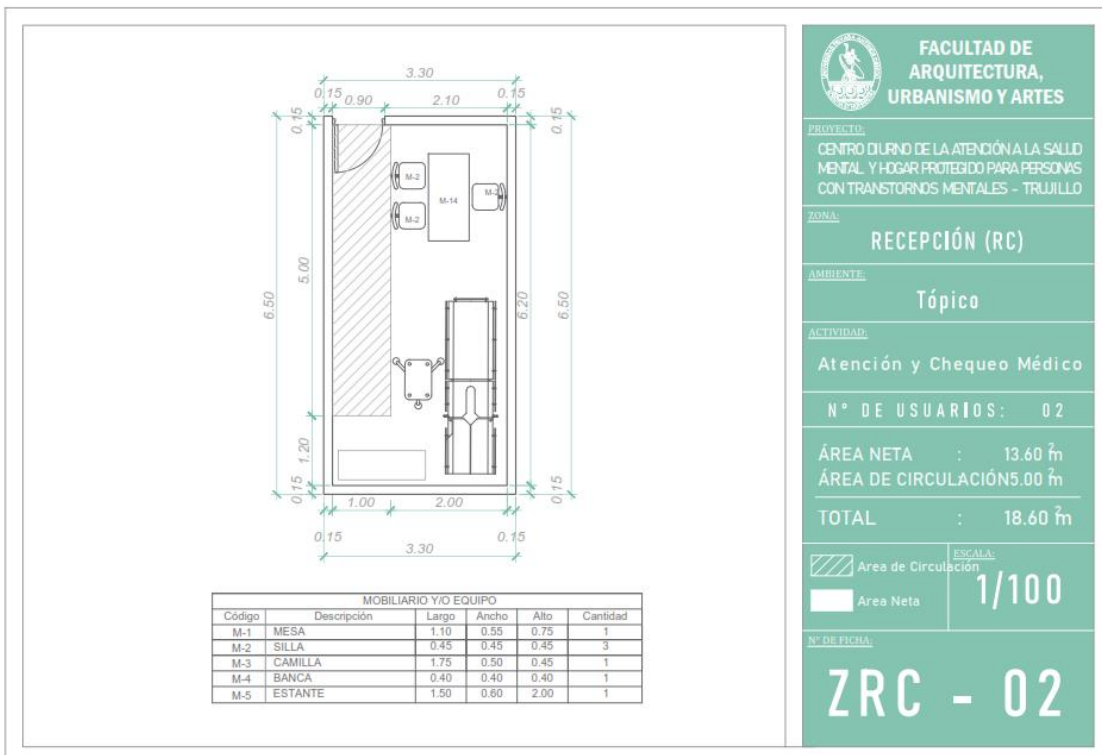 3.30
0.15 0.90 2.10 0.15
0.15 0.15
M-2 M-14 M-2
M-2
5.00
6.50 6.20 6.50
1.20
0.15 0.15
1.00 2.00
0.15 0.15
3.30
MOBILIARIO Y/O EQUIPO
Código Descripción Largo Ancho Alto Cantidad
M-1 MESA 1.10 0.55 0.75 1
M-2 SILLA 0.45 0.45 0.45 3
M-3 CAMILLA 1.75 0.50 0.45 1
M-4 BANCA 0.40 0.40 0.40 1
M-5 ESTANTE 1.50 0.60 2.00 1
FACULTAD DE
ARQUITECTURA,
URBANISMO Y ARTES
PROYECTO:
CENTRO DIURNO DE LA ATENCIÓN A LA SALUD
MENTAL Y HOGAR PROTEGIDO PARA PERSONAS
CON TRANSTORNOS MENTALES - TRUJILLO
ZONA:
RECEPCIÓN (RC)
AMBIENTE:
Tópico
ACTIVIDAD:
Atención y Chequeo Médico
N° DE USUARIOS: 02
ÁREA NETA : 13.60 m2
ÁREA DE CIRCULACIÓN5.00 m2
TOTAL : 18.60 m2
Area de Circulación
Area Neta
ESCALA:
1/100
N° DE FICHA:
ZRC - 02